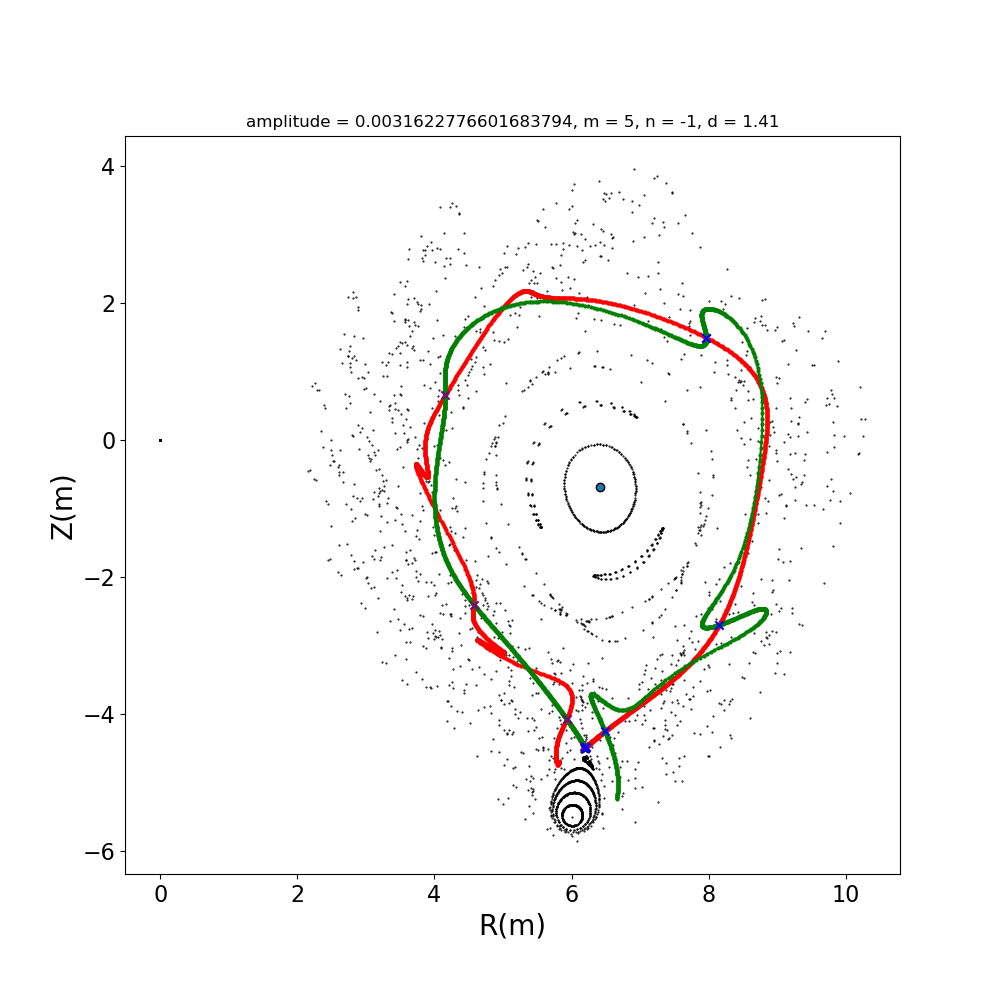 amplitude = 0.0031622776601683794, m = 5, n = -1, d = 1.41
4
2
0
−2
−4
−6
Z(m)
0 2 4 6 8 10
R(m)